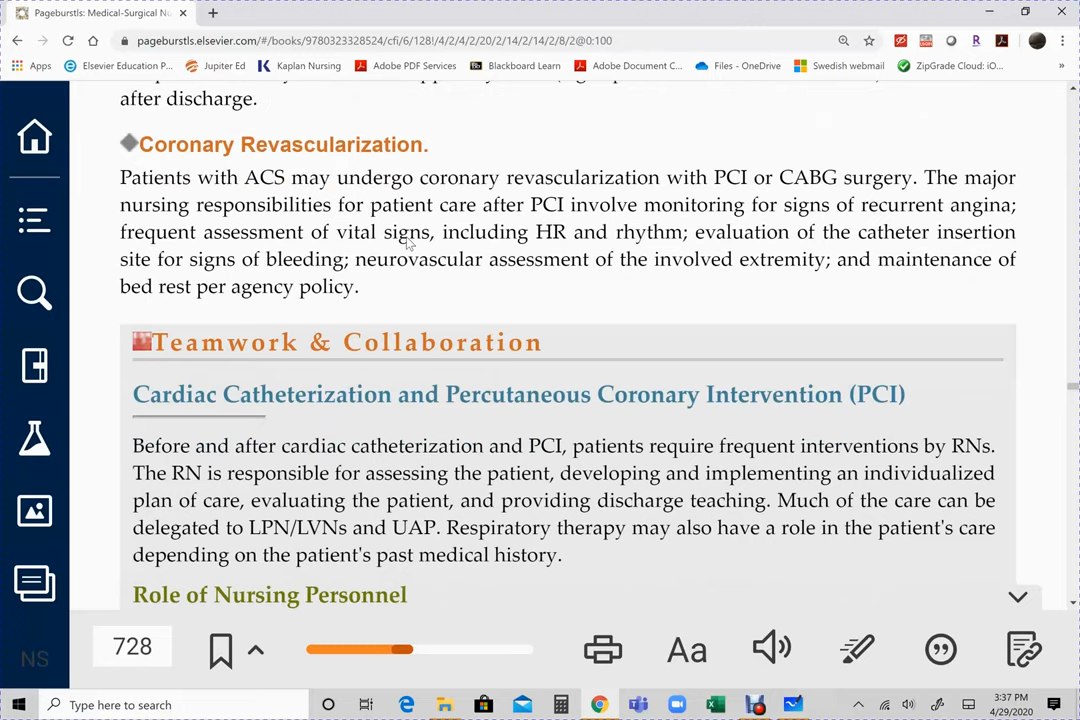 Pageburstls: Medical-Surgical Nu
pageburstls.elsevier.com/#/books/9780323328524/cfi/6/128!/4/2/4/2/20/2/14/2/14/2/8/2@0:100
Apps Elsevier Education P... Jupiter Ed Kaplan Nursing Adobe PDF Services Blackboard Learn Adobe Document C... Files - OneDrive Swedish webmail ZipGrade Cloud: iO... »
after discharge.
Coronary Revascularization.
Patients with ACS may undergo coronary revascularization with PCI or CABG surgery. The major
nursing responsibilities for patient care after PCI involve monitoring for signs of recurrent angina;
frequent assessment of vital signs, including HR and rhythm; evaluation of the catheter insertion
site for signs of bleeding; neurovascular assessment of the involved extremity; and maintenance of
bed rest per agency policy.
Teamwork & Collaboration
Cardiac Catheterization and Percutaneous Coronary Intervention (PCI)
Before and after cardiac catheterization and PCI, patients require frequent interventions by RNs.
The RN is responsible for assessing the patient, developing and implementing an individualized
plan of care, evaluating the patient, and providing discharge teaching. Much of the care can be
delegated to LPN/LVNs and UAP. Respiratory therapy may also have a role in the patient's care
depending on the patient's past medical history.
Role of Nursing Personnel
NS
728
Aa
Type here to search
3:37 PM
4/29/2020